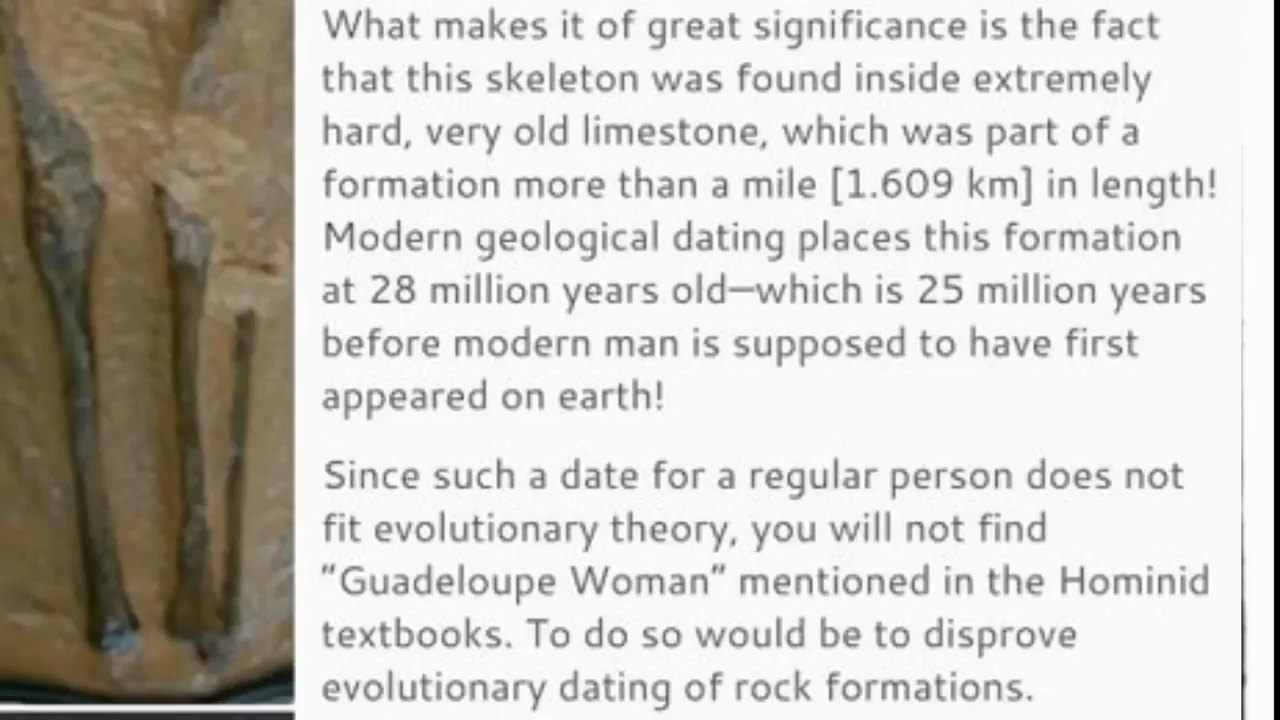 What makes it of great significance is the fact
that this skeleton was found inside extremely
hard, very old limestone, which was part of a
formation more than a mile [1.609 km] in length!
Modern geological dating places this formation
at 28 million years old—which is 25 million years
before modern man is supposed to have first
appeared on earth!
Since such a date for a regular person does not
fit evolutionary theory, you will not find
"Guadeloupe Woman" mentioned in the Hominid
textbooks. To do so would be to disprove
evolutionary dating of rock formations.